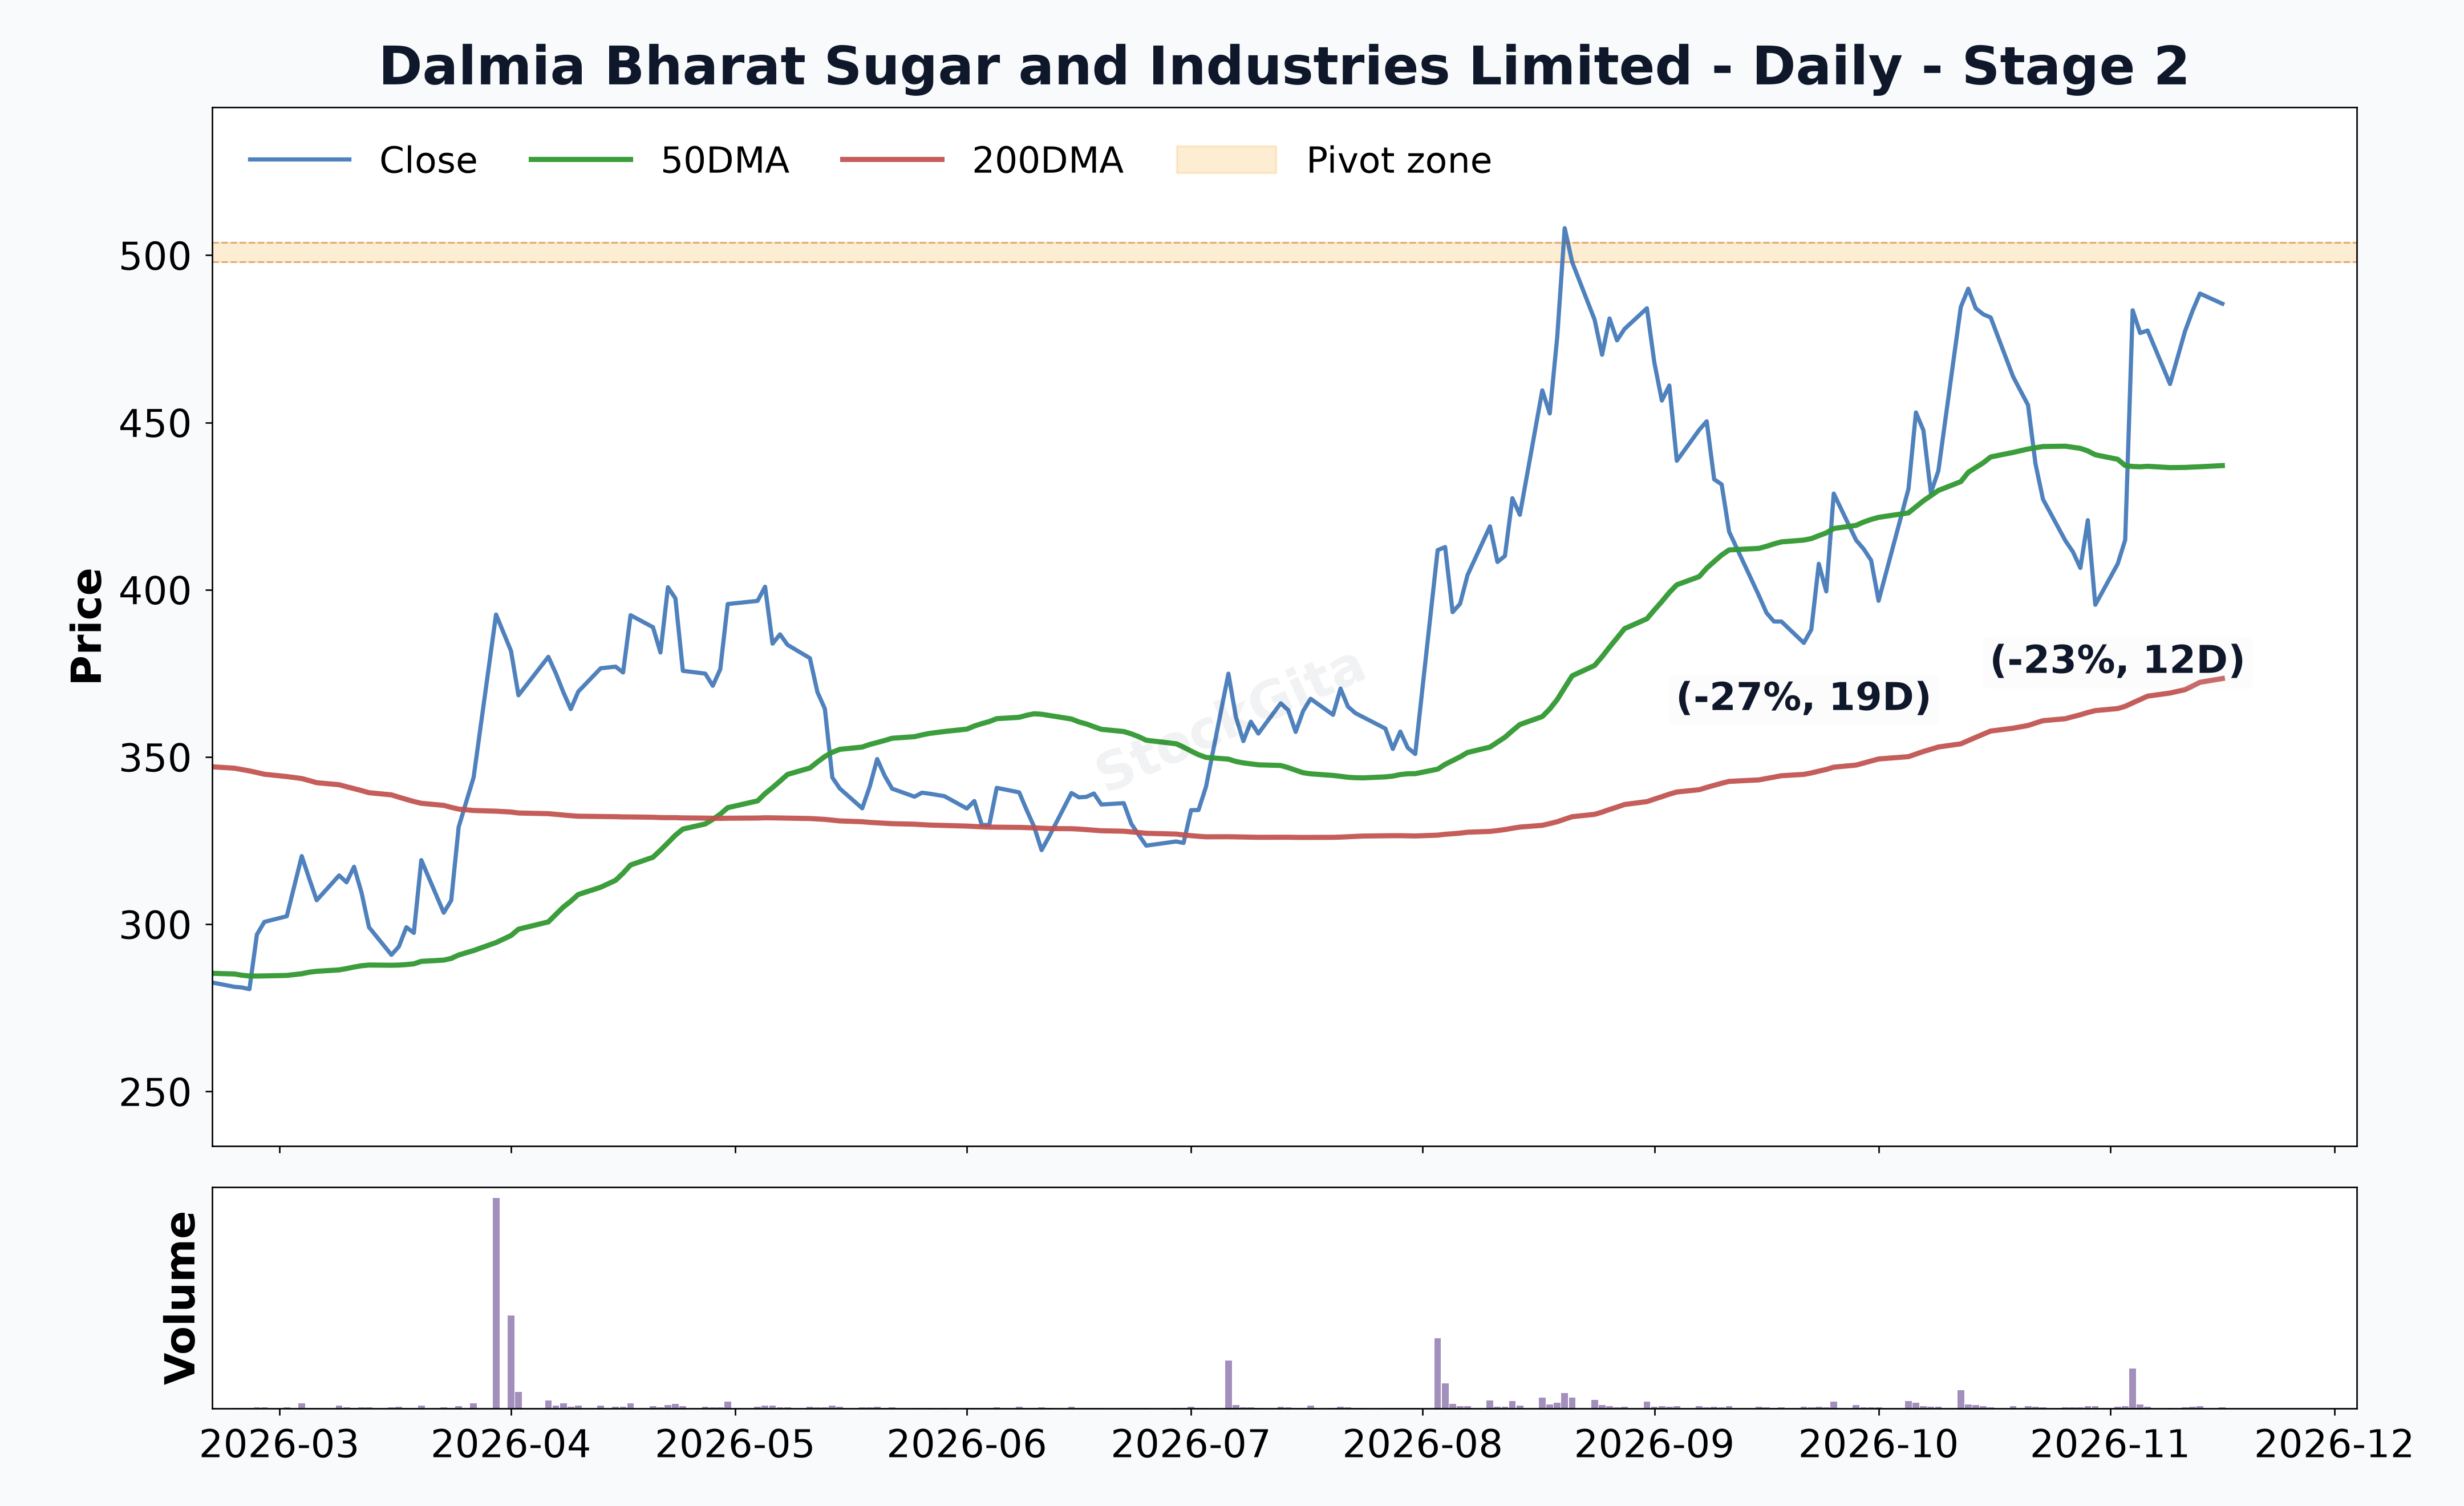 Dalmia Bharat Sugar and Industries Limited - Daily - Stage 2
Close 50DMA 200DMA Pivot zone
500
450
400
350
300
250
Price
StockGita
(-27%, 19D)
(-23%, 12D)
Volume
2026-03 2026-04 2026-05 2026-06 2026-07 2026-08 2026-09 2026-10 2026-11 2026-12